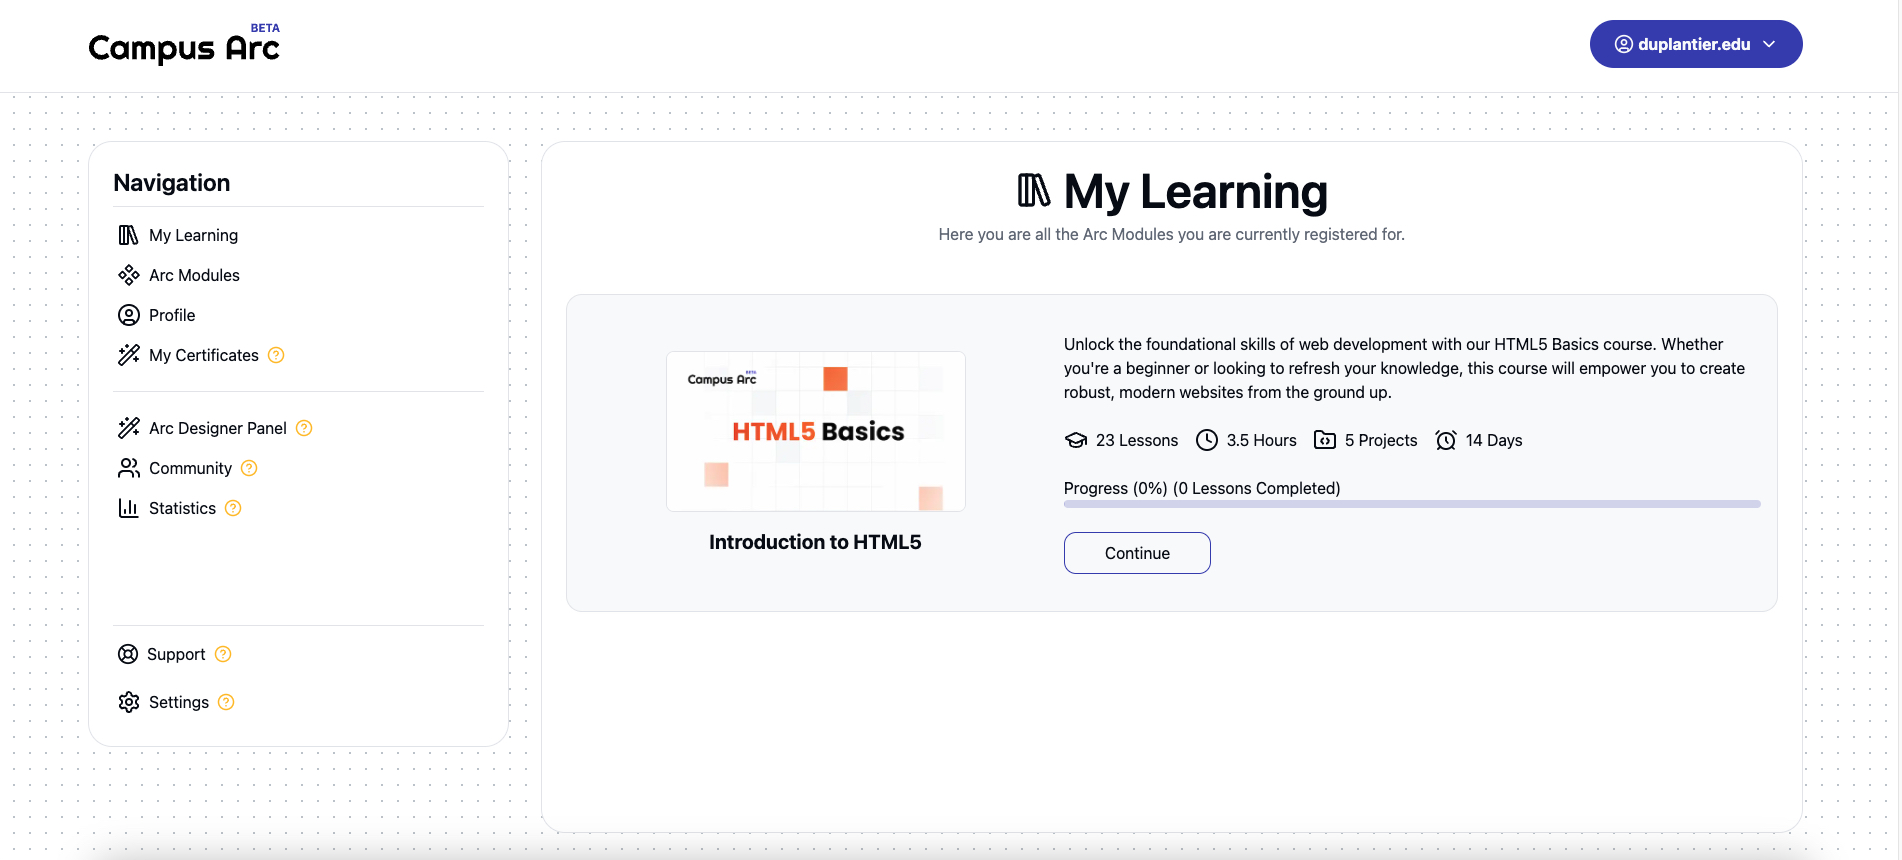 Campus Arc BETA
duplantier.edu
Navigation
My Learning
Arc Modules
Profile
My Certificates
Arc Designer Panel
Community
Statistics
Support
Settings
My Learning
Here you are all the Arc Modules you are currently registered for.
Campus Arc BETA
HTML5 Basics
Introduction to HTML5
Unlock the foundational skills of web development with our HTML5 Basics course. Whether
you're a beginner or looking to refresh your knowledge, this course will empower you to create
robust, modern websites from the ground up.
23 Lessons 3.5 Hours 5 Projects 14 Days
Progress (0%) (0 Lessons Completed)
Continue